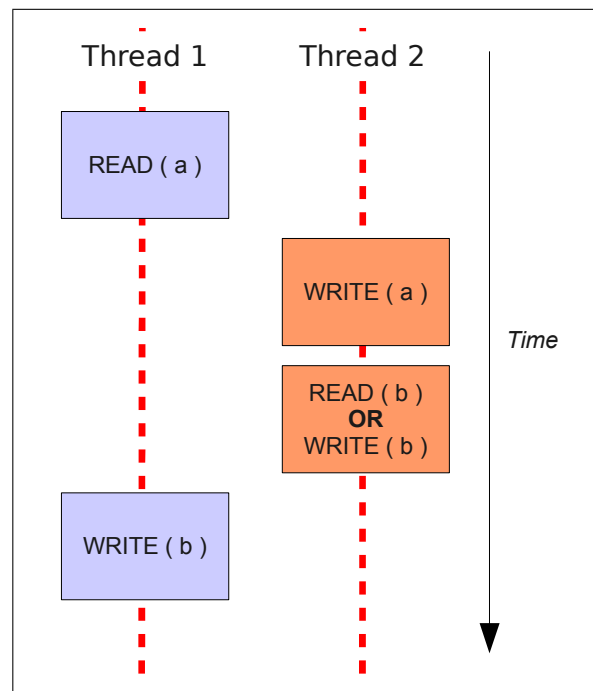 Thread 1
Thread 2
READ ( a )
WRITE ( a )
Time
READ ( b )
OR
WRITE ( b )
WRITE ( b )